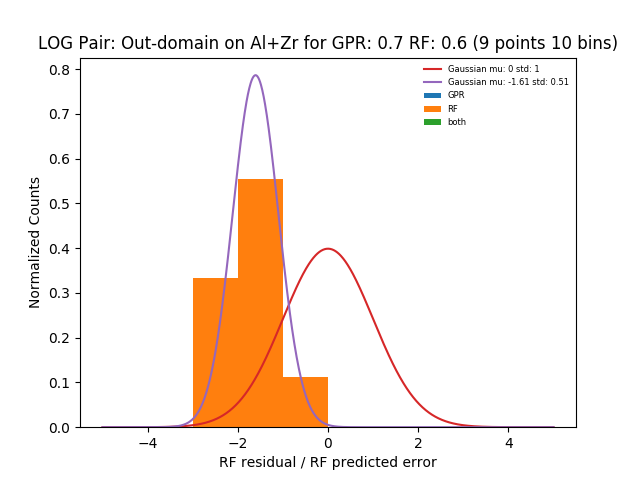 LOG Pair: Out-domain on Al+Zr for GPR: 0.7 RF: 0.6 (9 points 10 bins)
Gaussian mu: 0 std: 1
Gaussian mu: -1.61 std: 0.51
GPR
RF
both
Normalized Counts
0.8
0.7
0.6
0.5
0.4
0.3
0.2
0.1
0.0
−4 −2 0 2 4
RF residual / RF predicted error